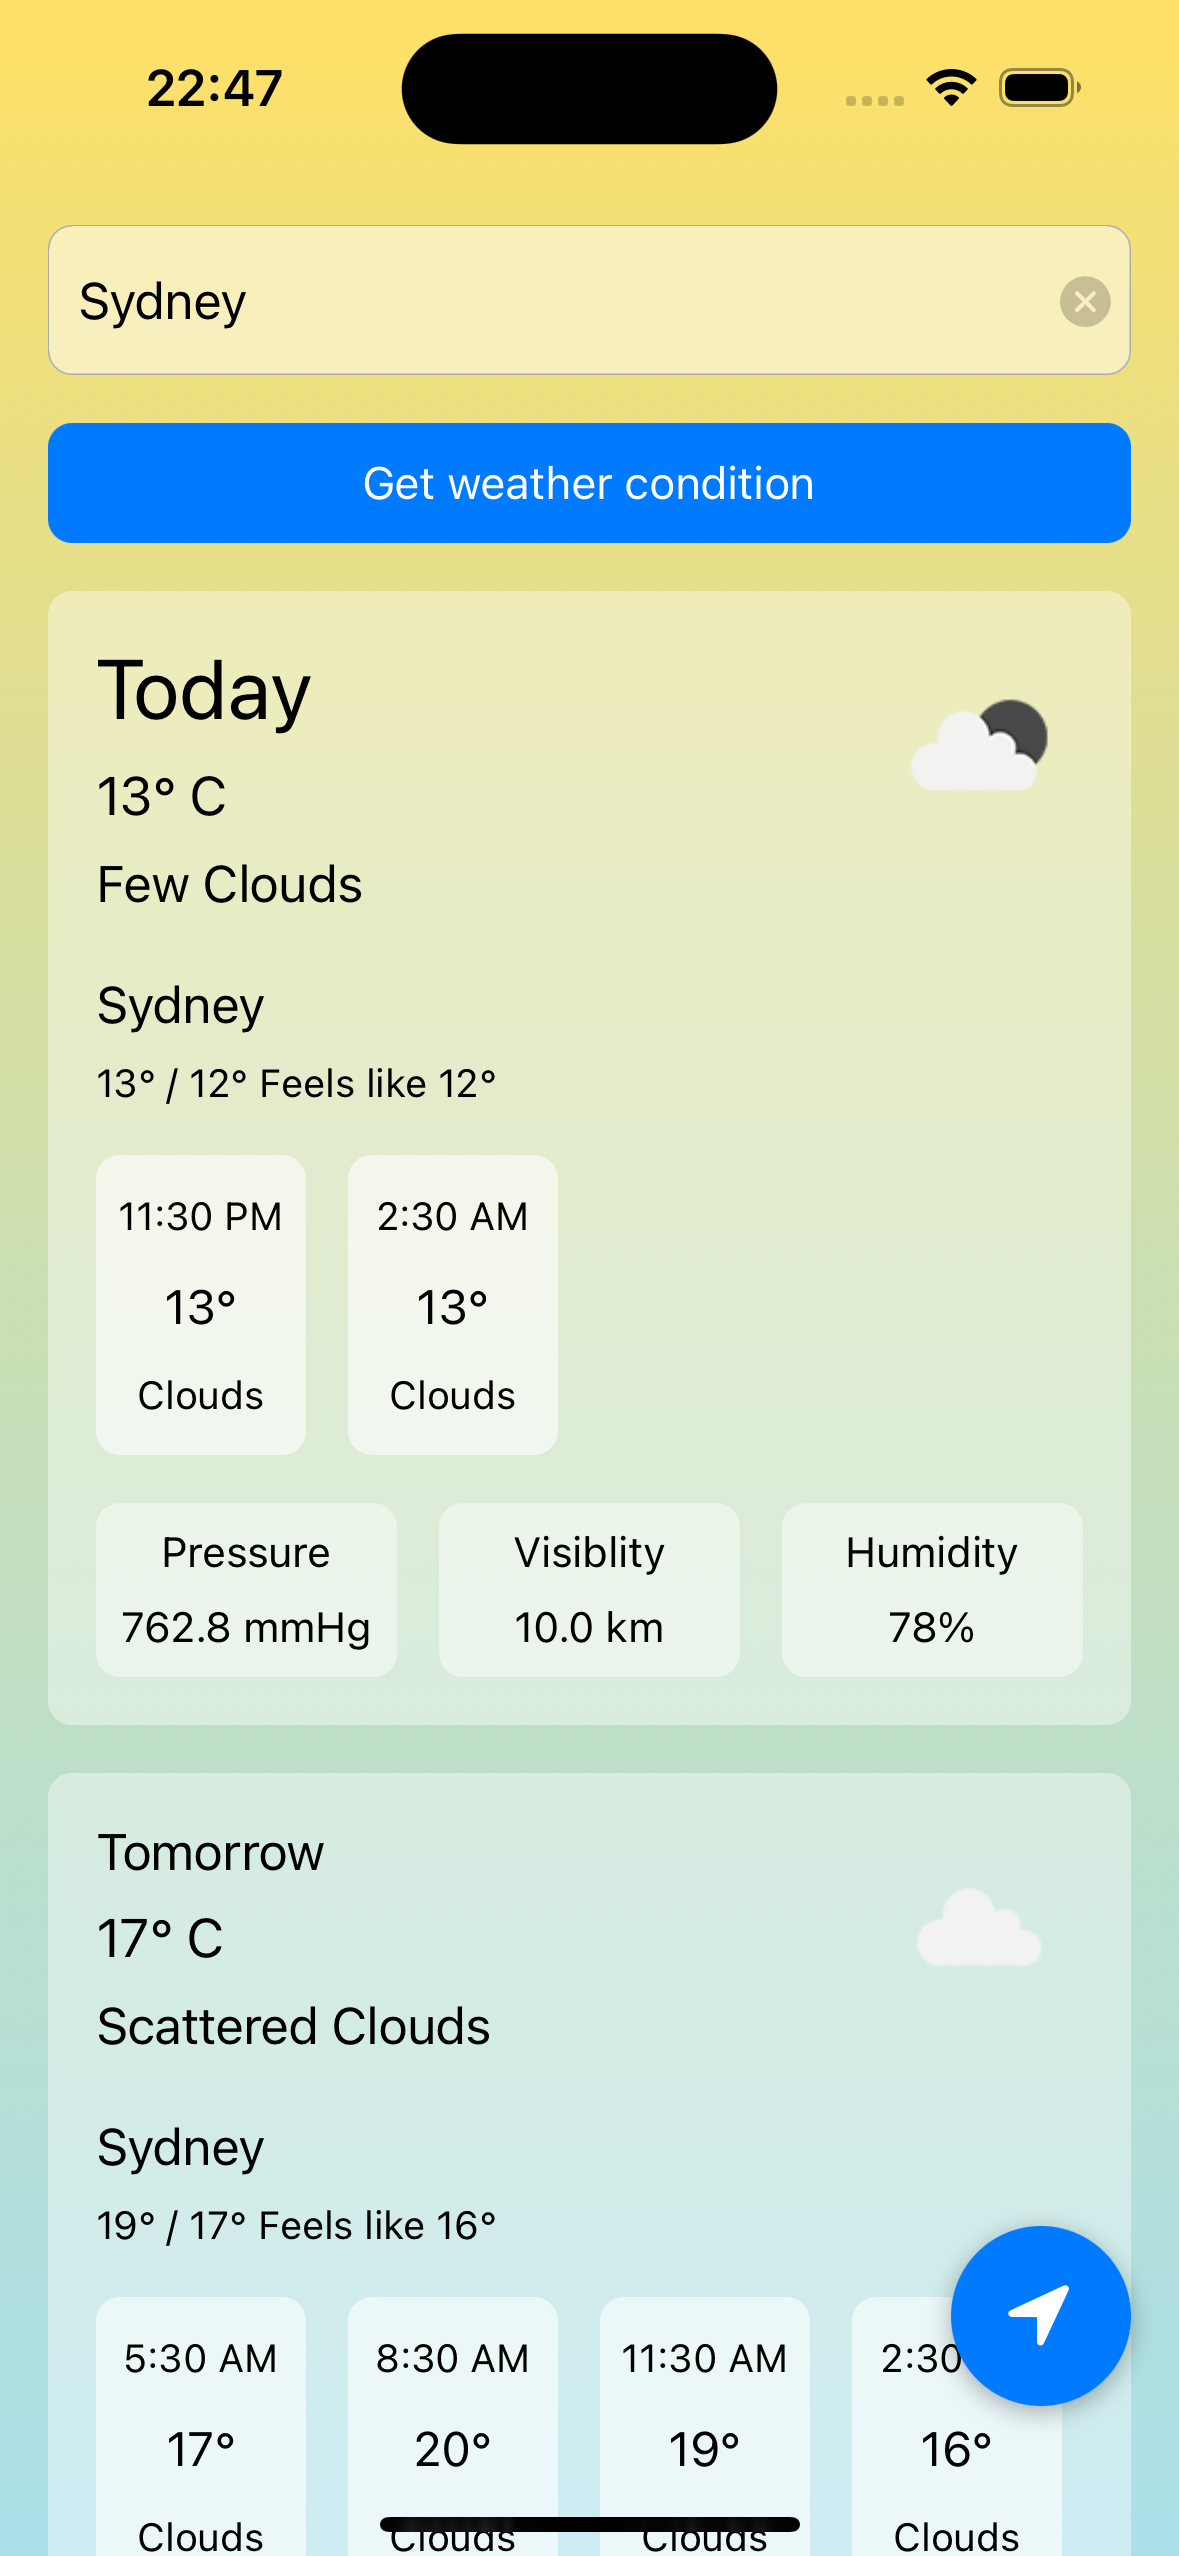 22:47
Sydney
Get weather condition
Today
13° C
Few Clouds
Sydney
13° / 12° Feels like 12°
11:30 PM 2:30 AM
13° 13°
Clouds Clouds
Pressure Visiblity Humidity
762.8 mmHg 10.0 km 78%
Tomorrow
17° C
Scattered Clouds
Sydney
19° / 17° Feels like 16°
5:30 AM 8:30 AM 11:30 AM 2:30
17° 20° 19° 16°
Clouds Clouds Clouds Clouds